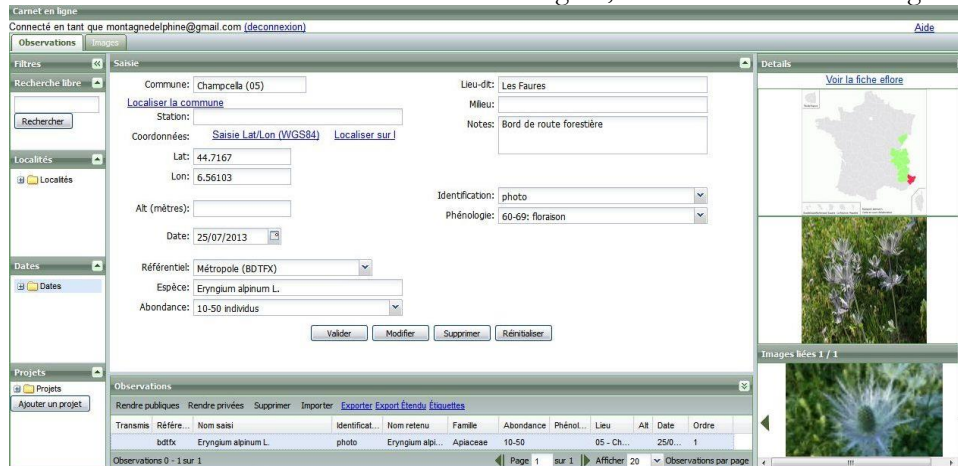 Carnet en ligne
Connecté en tant que montagnedelphine@gmail.com (deconnexion) Aide
Observations Images
Filtres
Recherche libre
Rechercher
Localités
Localités
Dates
Dates
Projets
Projets
Ajouter un projet
Saisie
Commune: Champcella (05)
Localiser la commune
Station:
Coordonnées: Saisie Lat/Lon (WGS84) Localiser sur l
Lat: 44.7167
Lon: 6.56103
Alt (mètres):
Date: 25/07/2013
Référentiel: Métropole (BDTFX)
Espèce: Eryngium alpinum L.
Abondance: 10-50 individus
Lieu-dit: Les Faures
Milieu:
Notes: Bord de route forestière
Identification: photo
Phénologie: 60-69: floraison
Valider Modifier Supprimer Réinitialiser
Observations
Rendre publiques Rendre privées Supprimer Importer Exporter Export Étendu Étiquettes
Transmis Référe... Nom saisi Identificat... Nom retenu Famille Abondance Phénol... Lieu Alt Date Ordre
bdtfx Eryngium alpinum L. photo Eryngium alpi... Apiaceae 10-50 05 - Ch... 25/0... 1
Observations 0 - 1 sur 1 Page 1 sur 1 Afficher 20 Observations par page
Details
Voir la fiche eflore
Images liées 1 / 1